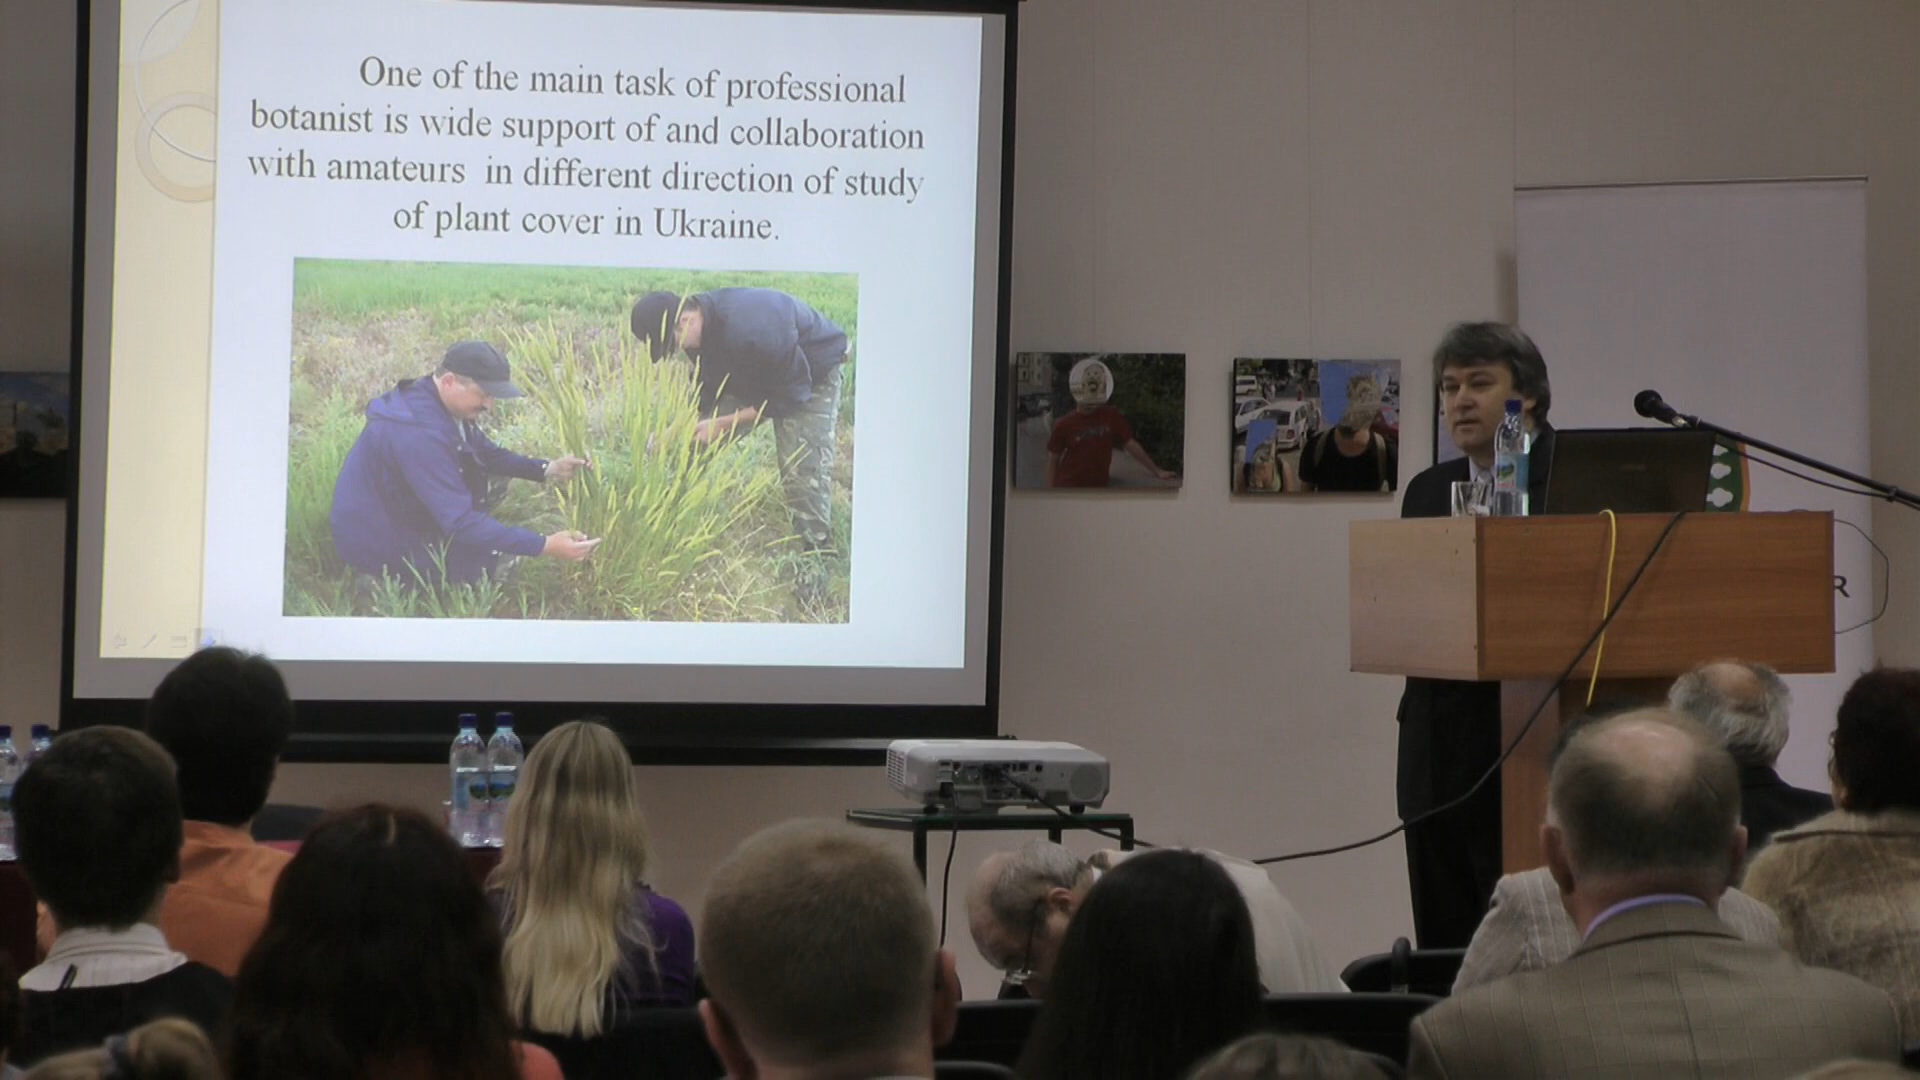 One of the main task of professional
botanist is wide support of and collaboration
with amateurs in different direction of study
of plant cover in Ukraine.
R